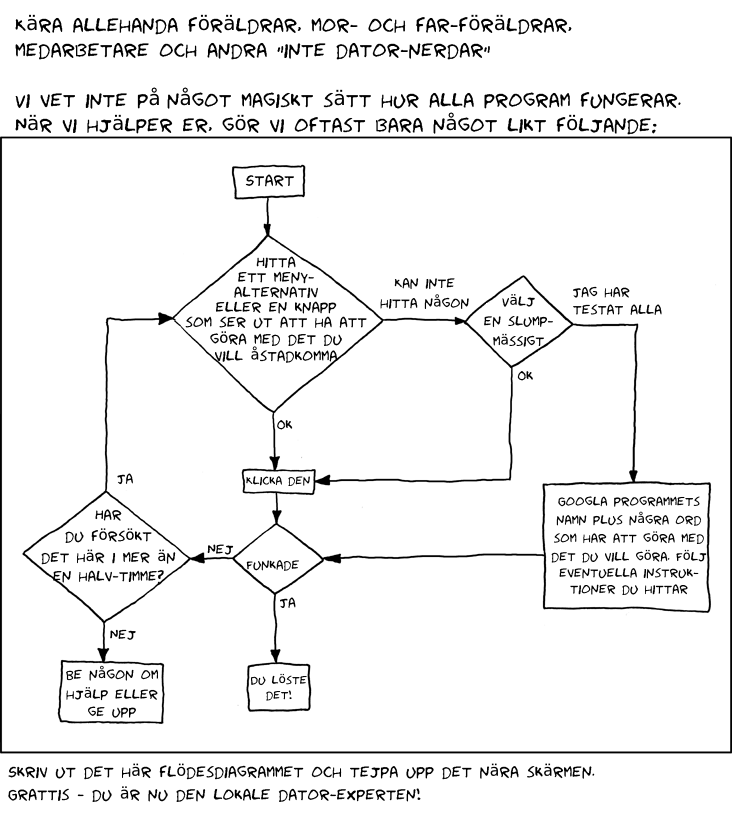 KÄRA ALLEHANDA FÖRÄLDRAR, MOR- OCH FAR-FÖRÄLDRAR,
MEDARBETARE OCH ANDRA "INTE DATOR-NERDAR"
VI VET INTE PÅ NÅGOT MAGISKT SÄTT HUR ALLA PROGRAM FUNGERAR.
NÄR VI HJÄLPER ER, GÖR VI OFTAST BARA NÅGOT LIKT FÖLJANDE:
START
HITTA
ETT MENY-
ALTERNATIV
ELLER EN KNAPP
SOM SER UT ATT HA ATT
GÖRA MED DET DU
VILL ÅSTADKOMMA
KAN INTE
HITTA NÅGON
VÄLJ
EN SLUMP-
MÄSSIGT
JAG HAR
TESTAT ALLA
OK
OK
KLICKA DEN
GOOGLA PROGRAMMETS
NAMN PLUS NÅGRA ORD
SOM HAR ATT GÖRA MED
DET DU VILL GÖRA. FÖLJ
EVENTUELLA INSTRUK-
TIONER DU HITTAR
FUNKADE
NEJ
JA
HAR
DU FÖRSÖKT
DET HÄR I MER ÄN
EN HALV-TIMME?
JA
NEJ
BE NÅGON OM
HJÄLP ELLER
GE UPP
DU LÖSTE
DET!
SKRIV UT DET HÄR FLÖDESDIAGRAMMET OCH TEJPA UPP DET NÄRA SKÄRMEN.
GRATTIS - DU ÄR NU DEN LOKALE DATOR-EXPERTEN!